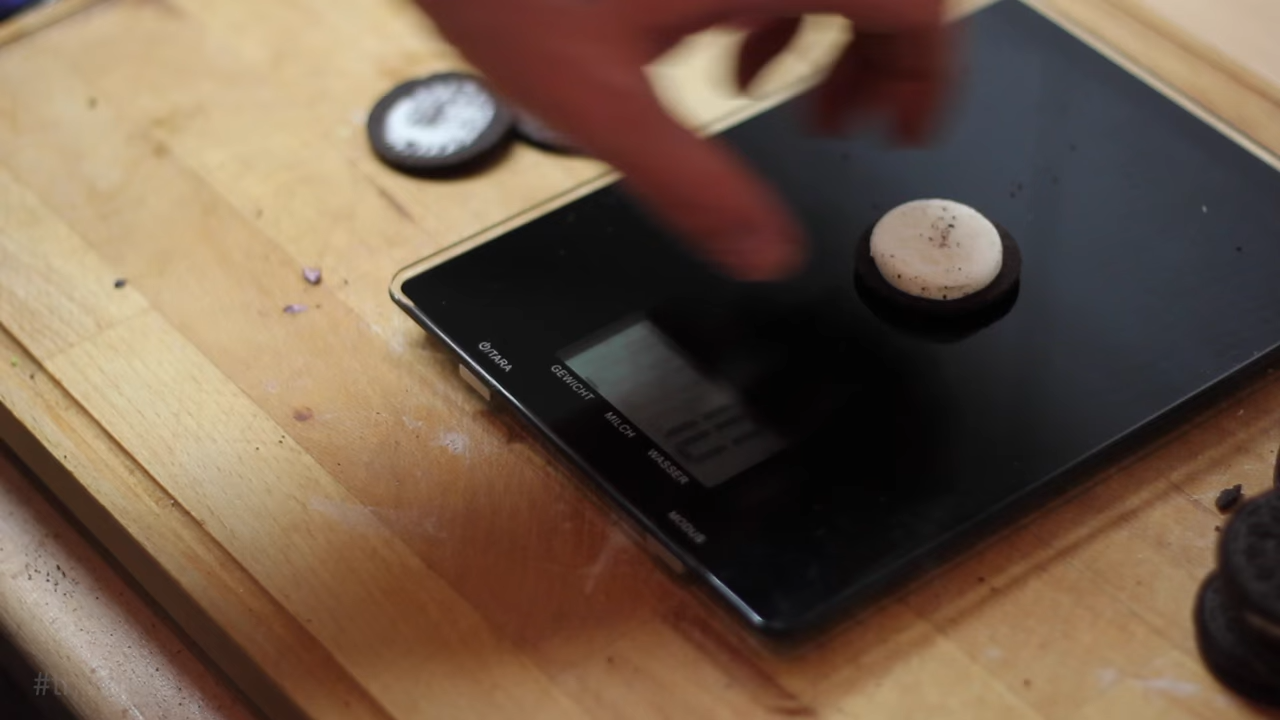 ⏻/TARA
GEWICHT
MILCH
WASSER
MODUS